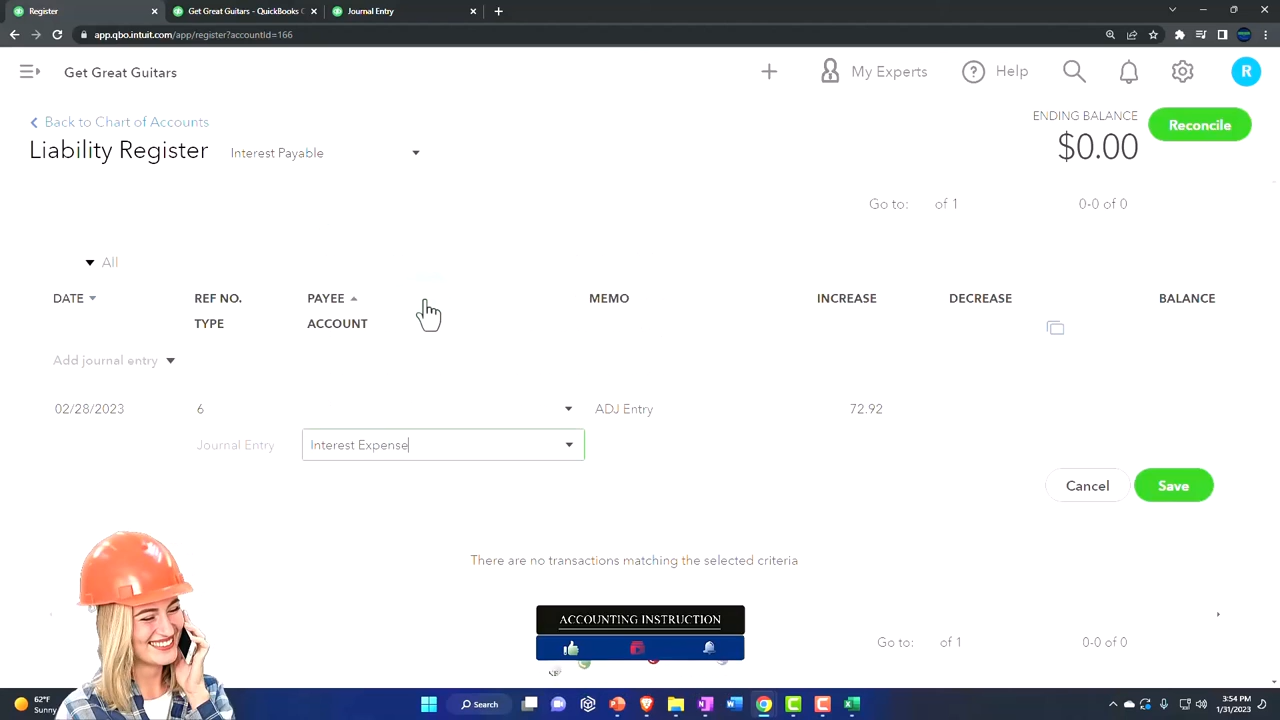 Register
Get Great Guitars - QuickBooks
Journal Entry
app.qbo.intuit.com/app/register?accountId=166
Get Great Guitars
My Experts
Help
R
Back to Chart of Accounts
Liability Register
Interest Payable
ENDING BALANCE
$0.00
Reconcile
Go to: of 1 0-0 of 0
All
DATE REF NO. PAYEE MEMO INCREASE DECREASE BALANCE
TYPE ACCOUNT
Add journal entry
02/28/2023 6 ADJ Entry 72.92
Journal Entry Interest Expense
Cancel Save
There are no transactions matching the selected criteria
ACCOUNTING INSTRUCTION
Go to: of 1 0-0 of 0
62°F
Sunny
Search
3:54 PM
1/31/2023